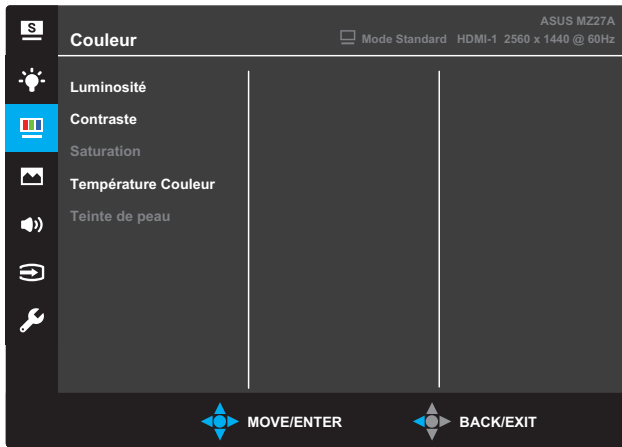 S
ASUS MZ27A
Couleur
Mode Standard HDMI-1 2560 x 1440 @ 60Hz
Luminosité
Contraste
Saturation
Température Couleur
Teinte de peau
MOVE/ENTER
BACK/EXIT